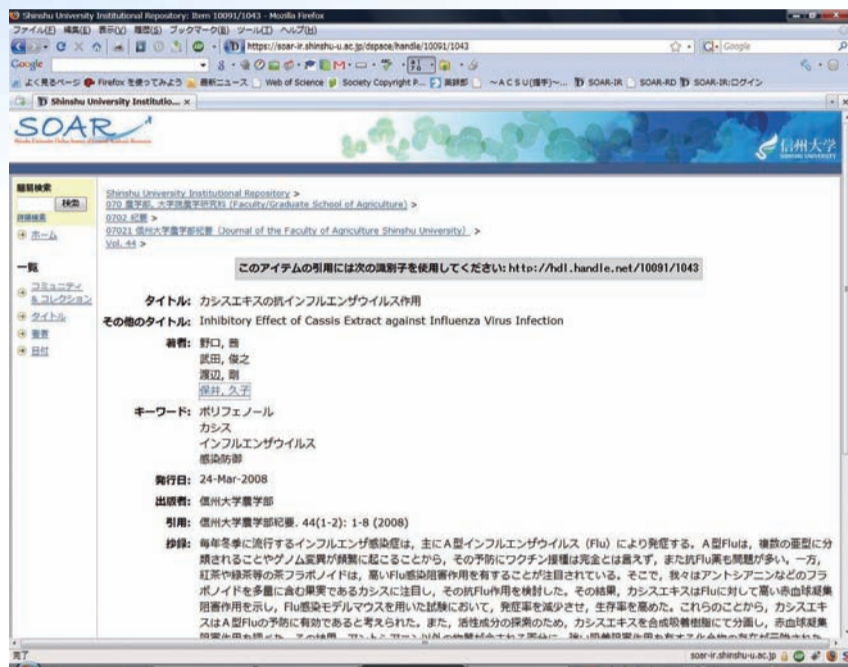 Shinshu University Institutional Repository: Item 10091/1043 - Mozilla Firefox
ファイル(F) 編集(E) 表示(V) 履歴(S) ブックマーク(B) ツール(T) ヘルプ(H)
https://soar-ir.shinshu-u.ac.jp/dspace/handle/10091/1043
Google
Google
よく見るページ Firefox を使ってみよう 最新ニュース Web of Science Society Copyright P... 英辞郎 ～ACSU(獲手)～... SOAR-IR SOAR-RD SOAR-IR:ログイン
Shinshu University Institutio...
SOAR
信州大学
SHINSHU UNIVERSITY
簡易検索
検索
詳細検索
ホーム
一覧
コミュニティ
&コレクション
タイトル
著者
日付
Shinshu University Institutional Repository >
070 農学部, 大学院農学研究科 (Faculty/Graduate School of Agriculture) >
0702 紀要 >
07021 信州大学農学部紀要 (Journal of the Faculty of Agriculture Shinshu University) >
Vol. 44 >
このアイテムの引用には次の識別子を使用してください: http://hdl.handle.net/10091/1043
タイトル: カシスエキスの抗インフルエンザウイルス作用
その他のタイトル: Inhibitory Effect of Cassis Extract against Influenza Virus Infection
著者: 野口, 茜
武田, 俊之
渡辺, 剛
保井, 久子
キーワード: ポリフェノール
カシス
インフルエンザウイルス
感染防御
発行日: 24-Mar-2008
出版者: 信州大学農学部
引用: 信州大学農学部紀要. 44(1-2): 1-8 (2008)
抄録: 毎年冬季に流行するインフルエンザ感染症は，主にA型インフルエンザウイルス（Flu）により発症する。A型Fluは，複数の亜型に分
類されることやゲノム変異が頻繁に起こることから，その予防にワクチン接種は完全とは言えず，また抗Flu薬も問題が多い。一方，
紅茶や緑茶等の茶フラボノイドは，高いFlu感染阻害作用を有することが注目されている。そこで，我々はアントシアニンなどのフラ
ボノイドを多量に含む果実であるカシスに注目し，その抗Flu作用を検討した。その結果，カシスエキスはFluに対して高い赤血球凝集
阻害作用を示し，Flu感染モデルマウスを用いた試験において，発症率を減少させ，生存率を高めた。これらのことから，カシスエキ
スはA型Fluの予防に有効であると考えられた。また，活性成分の探索のため，カシスエキスを合成吸着樹脂にて分画し，赤血球凝集
完了
soar-ir.shinshu-u.ac.jp